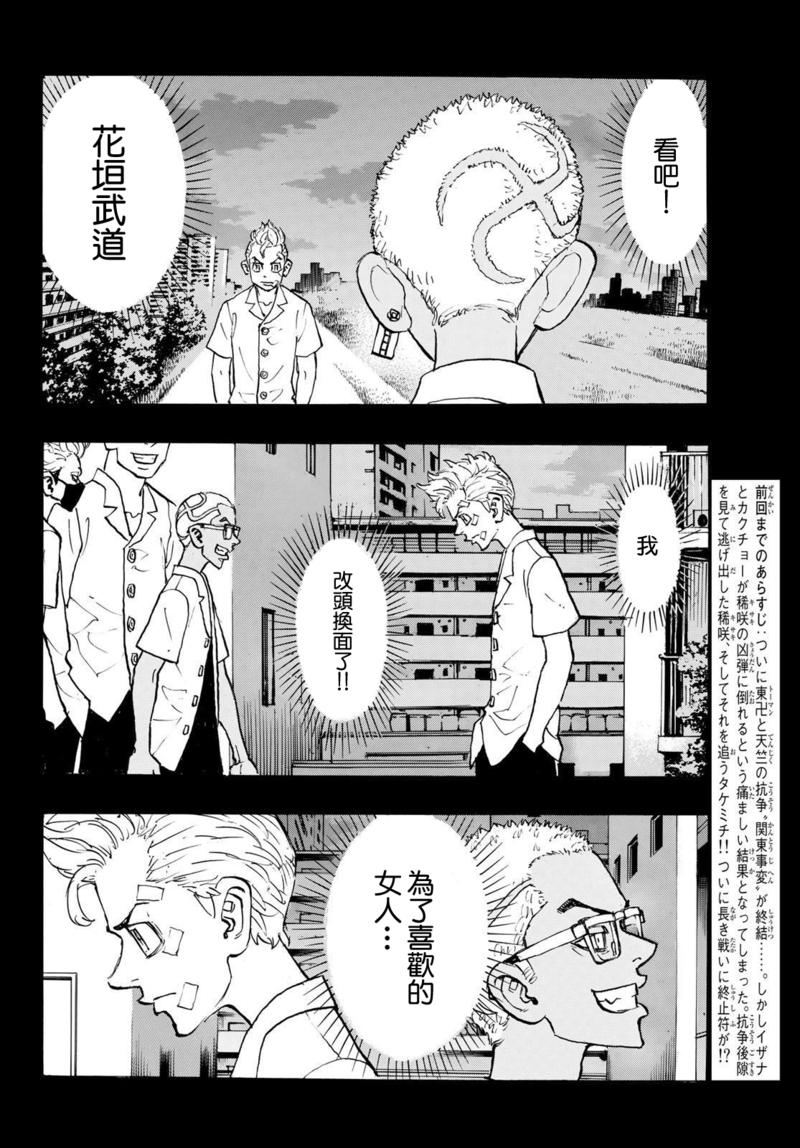 看吧！
花垣武道
我
改頭換面了!!
為了喜歡的
女人…
前回までのあらすじ：ついに東卍と天竺の抗争〝関東事変〟が終結……。しかしイザナ
とカクチョーが稀咲の凶弾に倒れるという痛ましい結果となってしまった。抗争後隙
を見て逃げ出した稀咲、そしてそれを追うタケミチ!! ついに長き戦いに終止符が!?